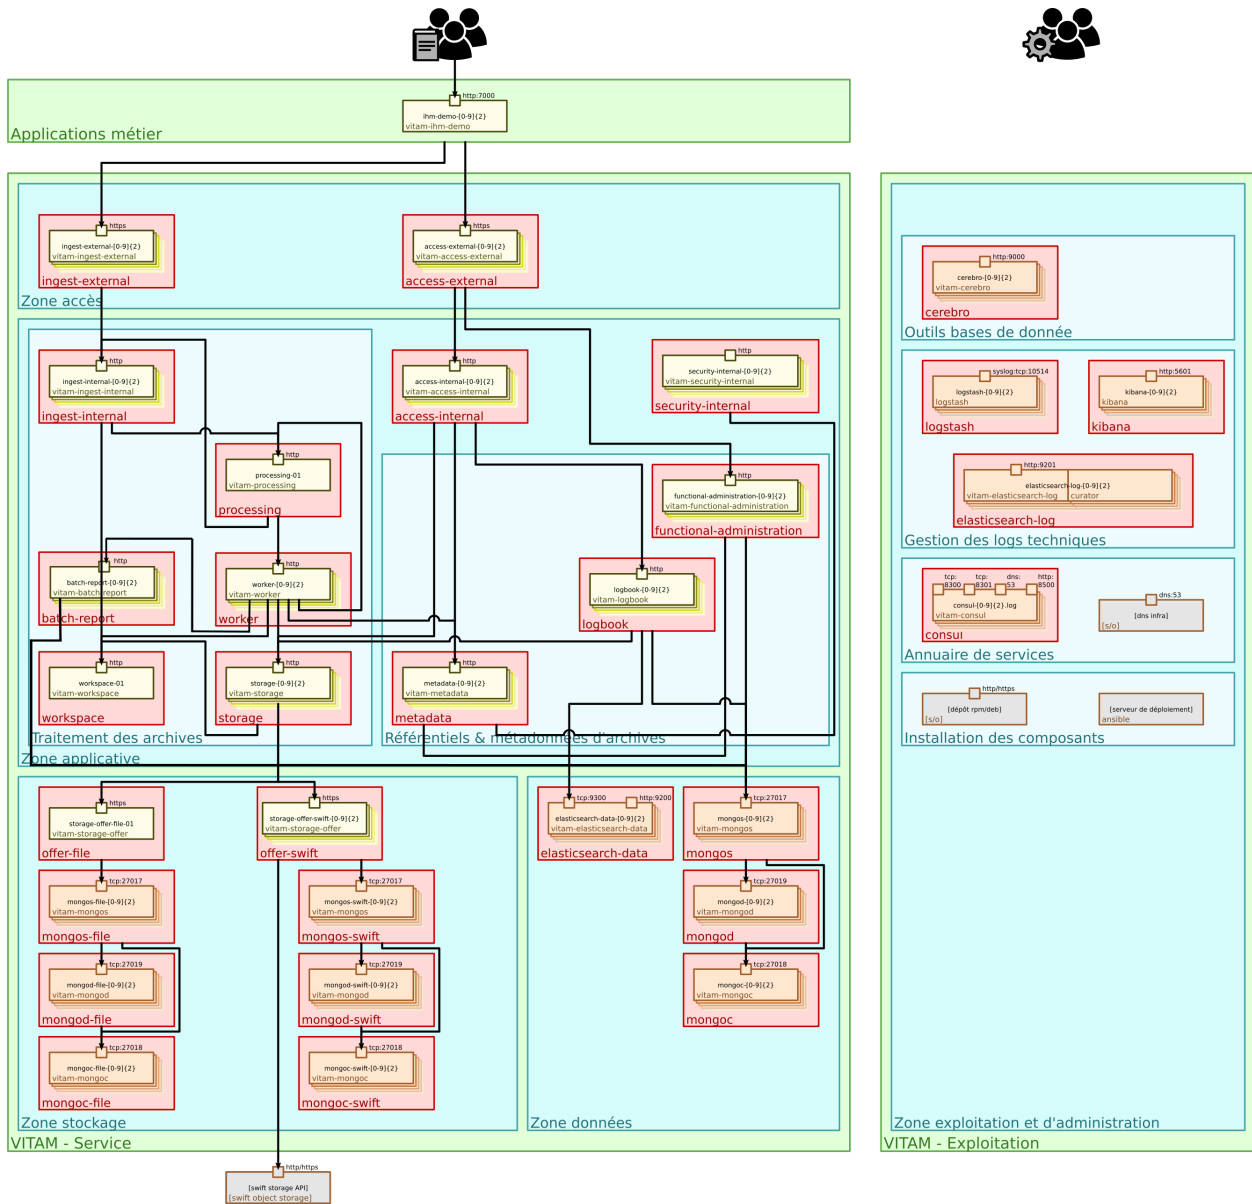 http:7000
ihm-demo-[0-9]{2}
vitam-ihm-demo
Applications métier
https
ingest-external-[0-9]{2}
vitam-ingest-external
ingest-external
https
access-external-[0-9]{2}
vitam-access-external
access-external
Zone accès
http
ingest-internal-[0-9]{2}
vitam-ingest-internal
ingest-internal
http
access-internal-[0-9]{2}
vitam-access-internal
access-internal
http
security-internal-[0-9]{2}
vitam-security-internal
security-internal
http
processing-01
vitam-processing
processing
http
functional-administration-[0-9]{2}
vitam-functional-administration
functional-administration
http
batch-report-[0-9]{2}
vitam-batch-report
batch-report
http
worker-[0-9]{2}
vitam-worker
worker
http
logbook-[0-9]{2}
vitam-logbook
logbook
http
workspace-01
vitam-workspace
workspace
http
storage-[0-9]{2}
vitam-storage
storage
http
metadata-[0-9]{2}
vitam-metadata
metadata
Traitement des archives
Référentiels & métadonnées d'archives
Zone applicative
https
storage-offer-file-01
vitam-storage-offer
offer-file
https
storage-offer-swift-[0-9]{2}
vitam-storage-offer
offer-swift
tcp:9300
http:9200
elasticsearch-data-[0-9]{2}
vitam-elasticsearch-data
elasticsearch-data
tcp:27017
mongos-[0-9]{2}
vitam-mongos
mongos
tcp:27017
mongos-file-[0-9]{2}
vitam-mongos
mongos-file
tcp:27017
mongos-swift-[0-9]{2}
vitam-mongos
mongos-swift
tcp:27019
mongod-[0-9]{2}
vitam-mongod
mongod
tcp:27019
mongod-file-[0-9]{2}
vitam-mongod
mongod-file
tcp:27019
mongod-swift-[0-9]{2}
vitam-mongod
mongod-swift
tcp:27018
mongoc-[0-9]{2}
vitam-mongoc
mongoc
tcp:27018
mongoc-file-[0-9]{2}
vitam-mongoc
mongoc-file
tcp:27018
mongoc-swift-[0-9]{2}
vitam-mongoc
mongoc-swift
Zone stockage
Zone données
VITAM - Service
http/https
[swift storage API]
[swift object storage]
http:9000
cerebro-[0-9]{2}
vitam-cerebro
cerebro
Outils bases de donnée
syslog:tcp:10514
logstash-[0-9]{2}
logstash
logstash
http:5601
kibana-[0-9]{2}
kibana
kibana
http:9201
elasticsearch-log-[0-9]{2}
vitam-elasticsearch-log
curator
elasticsearch-log
Gestion des logs techniques
tcp:
8300
tcp:
8301
dns:
53
http:
8500
consul-[0-9]{2}.log
vitam-consul
consul
dns:53
[dns infra]
[s/o]
Annuaire de services
http/https
[dépôt rpm/deb]
[s/o]
[serveur de déploiement]
ansible
Installation des composants
Zone exploitation et d'administration
VITAM - Exploitation